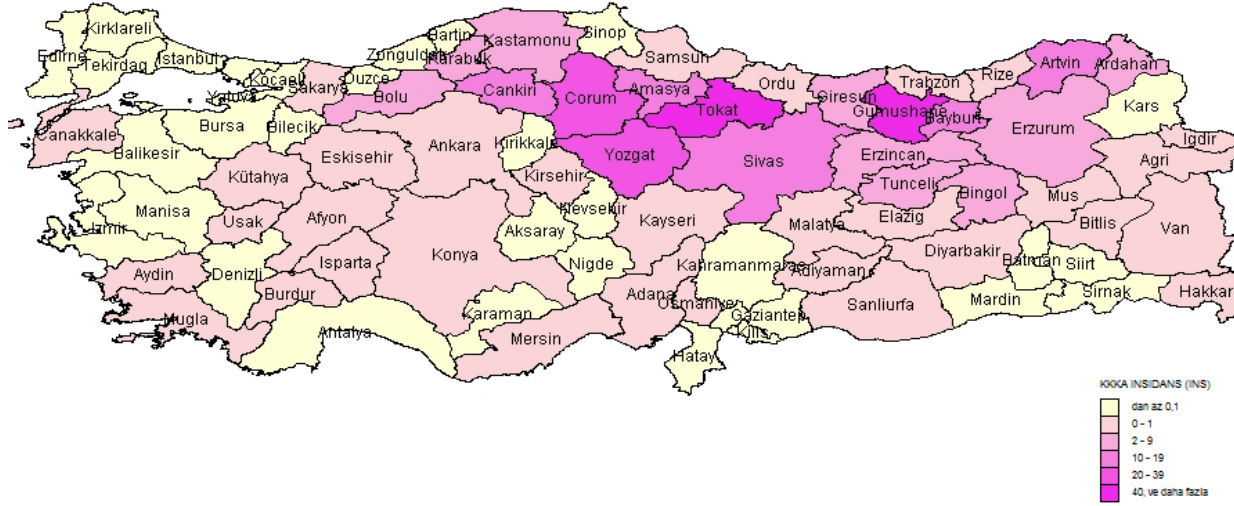 Kirklareli
Edirne
Tekirdag
Istanbul
Kocaeli
Yalova
Sakarya
Duzce
Zonguldak
Bartin
Karabuk
Kastamonu
Sinop
Samsun
Ordu
Giresun
Trabzon
Rize
Artvin
Ardahan
Kars
Bolu
Cankiri
Corum
Amasya
Tokat
Gumushane
Bayburt
Erzurum
Igdir
Agri
Canakkale
Bursa
Bilecik
Balikesir
Eskisehir
Ankara
Kirikkale
Yozgat
Sivas
Erzincan
Tunceli
Bingol
Mus
Kütahya
Kirsehir
Manisa
Izmir
Usak
Afyon
Nevsehir
Kayseri
Malatya
Elazig
Bitlis
Van
Aksaray
Konya
Nigde
Diyarbakir
Batman
Siirt
Aydin
Denizli
Isparta
Burdur
Kahramanmaras
Adiyaman
Mugla
Antalya
Karaman
Mersin
Adana
Osmaniye
Gaziantep
Kilis
Hatay
Sanliurfa
Mardin
Sirnak
Hakkar
KKKA INSIDANS (INS)
dan az 0,1
0 - 1
2 - 9
10 - 19
20 - 39
40, ve daha fazla